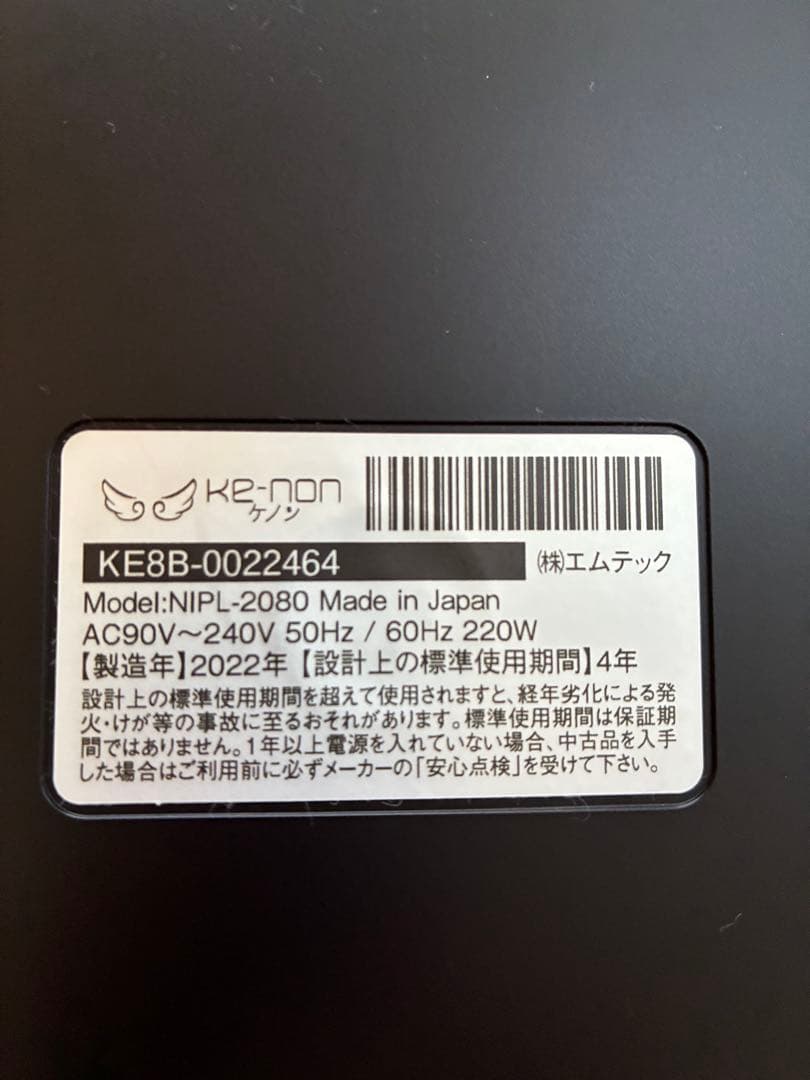 Ke-non
ケノン
KE8B-0022464
㈱エムテック
Model:NIPL-2080 Made in Japan
AC90V～240V 50Hz / 60Hz 220W
【製造年】2022年【設計上の標準使用期間】4年
設計上の標準使用期間を超えて使用されますと、経年劣化による発
火・けが等の事故に至るおそれがあります。標準使用期間は保証期
間ではありません。1年以上電源を入れていない場合、中古品を入手
した場合はご利用前に必ずメーカーの「安心点検」を受けて下さい。